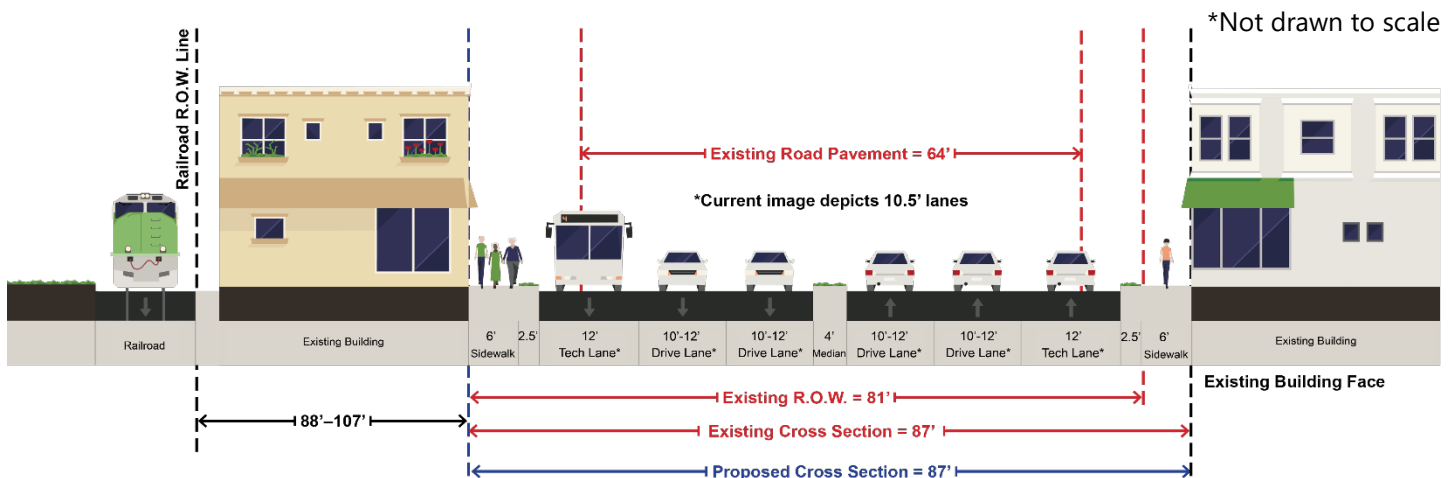 *Not drawn to scale
Railroad R.O.W. Line
Existing Road Pavement = 64'
*Current image depicts 10.5' lanes
Railroad
Existing Building
6'
Sidewalk
2.5'
12'
Tech Lane*
10'-12'
Drive Lane*
10'-12'
Drive Lane*
4'
Median
10'-12'
Drive Lane*
10'-12'
Drive Lane*
12'
Tech Lane*
2.5'
6'
Sidewalk
Existing Building
Existing Building Face
Existing R.O.W. = 81'
88'–107'
Existing Cross Section = 87'
Proposed Cross Section = 87'